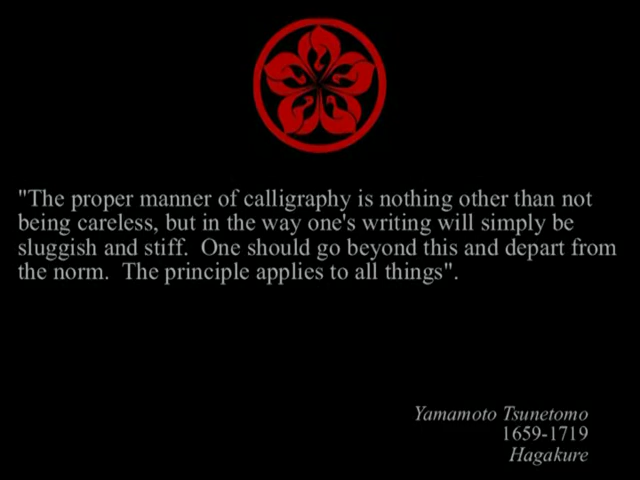 "The proper manner of calligraphy is nothing other than not
being careless, but in the way one's writing will simply be
sluggish and stiff.  One should go beyond this and depart from
the norm.  The principle applies to all things".
Yamamoto Tsunetomo
1659-1719
Hagakure